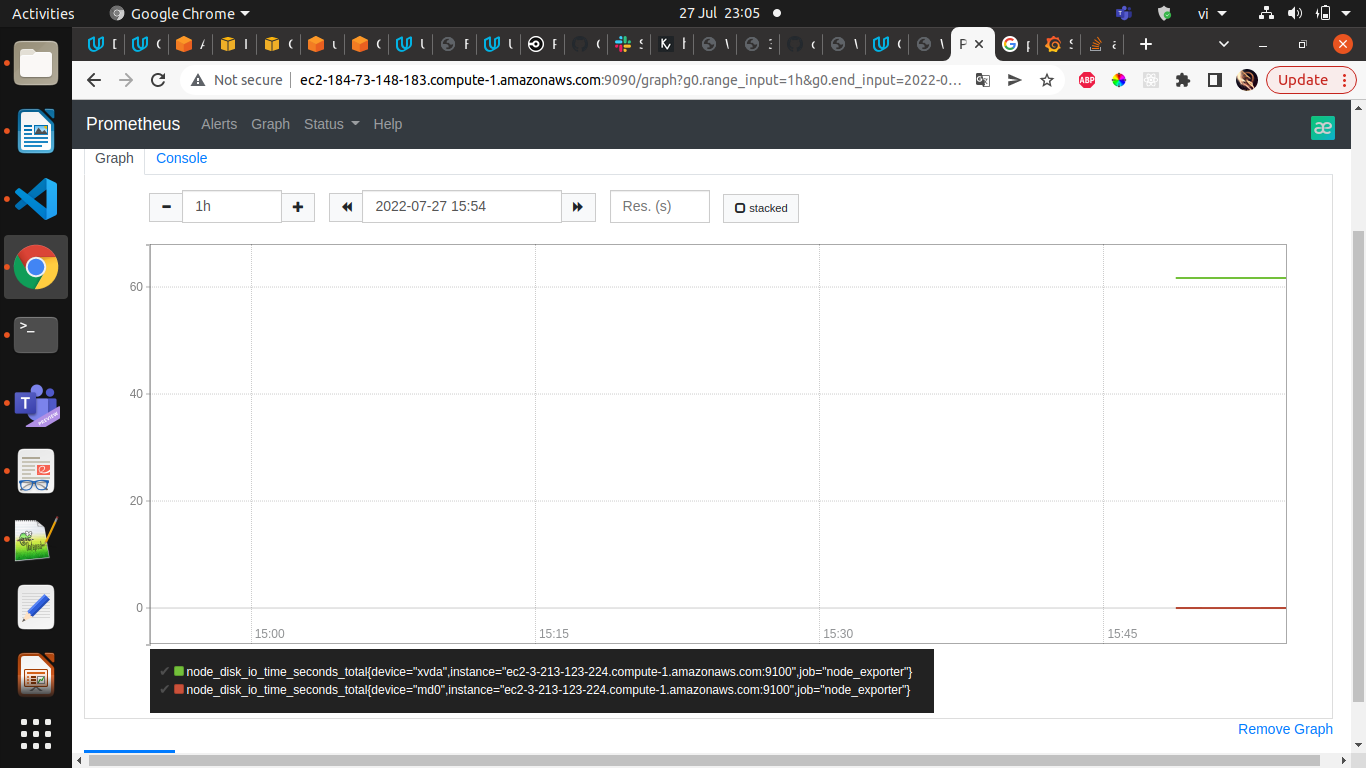 Activities Google Chrome 27 Jul 23:05 vi
Not secure ec2-184-73-148-183.compute-1.amazonaws.com:9090/graph?g0.range_input=1h&g0.end_input=2022-0… ABP Update
Prometheus Alerts Graph Status Help æ
Graph Console
1h 2022-07-27 15:54 Res. (s) stacked
60
40
20
0
15:00 15:15 15:30 15:45
node_disk_io_time_seconds_total{device="xvda",instance="ec2-3-213-123-224.compute-1.amazonaws.com:9100",job="node_exporter"}
node_disk_io_time_seconds_total{device="md0",instance="ec2-3-213-123-224.compute-1.amazonaws.com:9100",job="node_exporter"}
Remove Graph